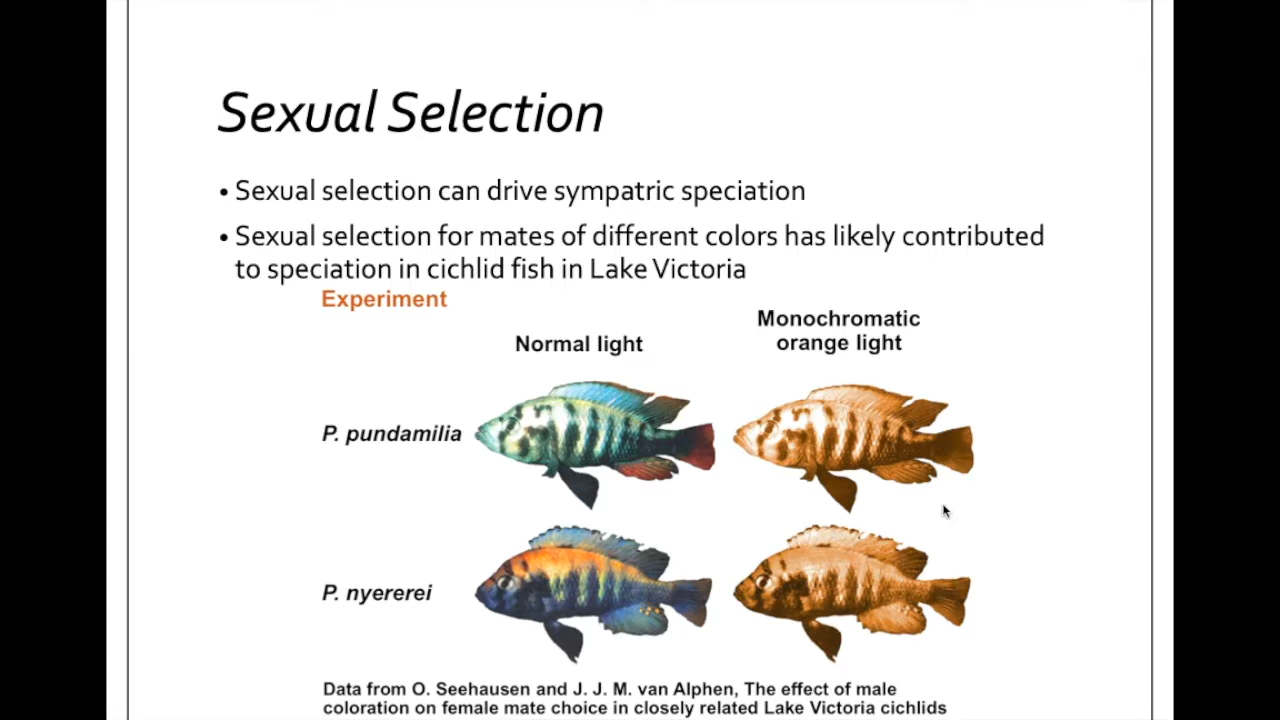 Sexual Selection
• Sexual selection can drive sympatric speciation
• Sexual selection for mates of different colors has likely contributed
to speciation in cichlid fish in Lake Victoria
Experiment
Normal light
Monochromatic
orange light
P. pundamilia
P. nyererei
Data from O. Seehausen and J. J. M. van Alphen, The effect of male
coloration on female mate choice in closely related Lake Victoria cichlids